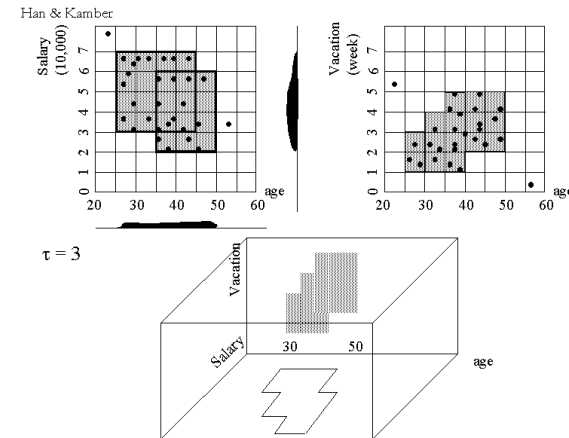 Han & Kamber
Salary
(10,000)
7
6
5
4
3
2
1
0
20 30 40 50 60
age
Vacation
(week)
7
6
5
4
3
2
1
0
20 30 40 50 60
age
τ = 3
Vacation
Salary
30 50
age